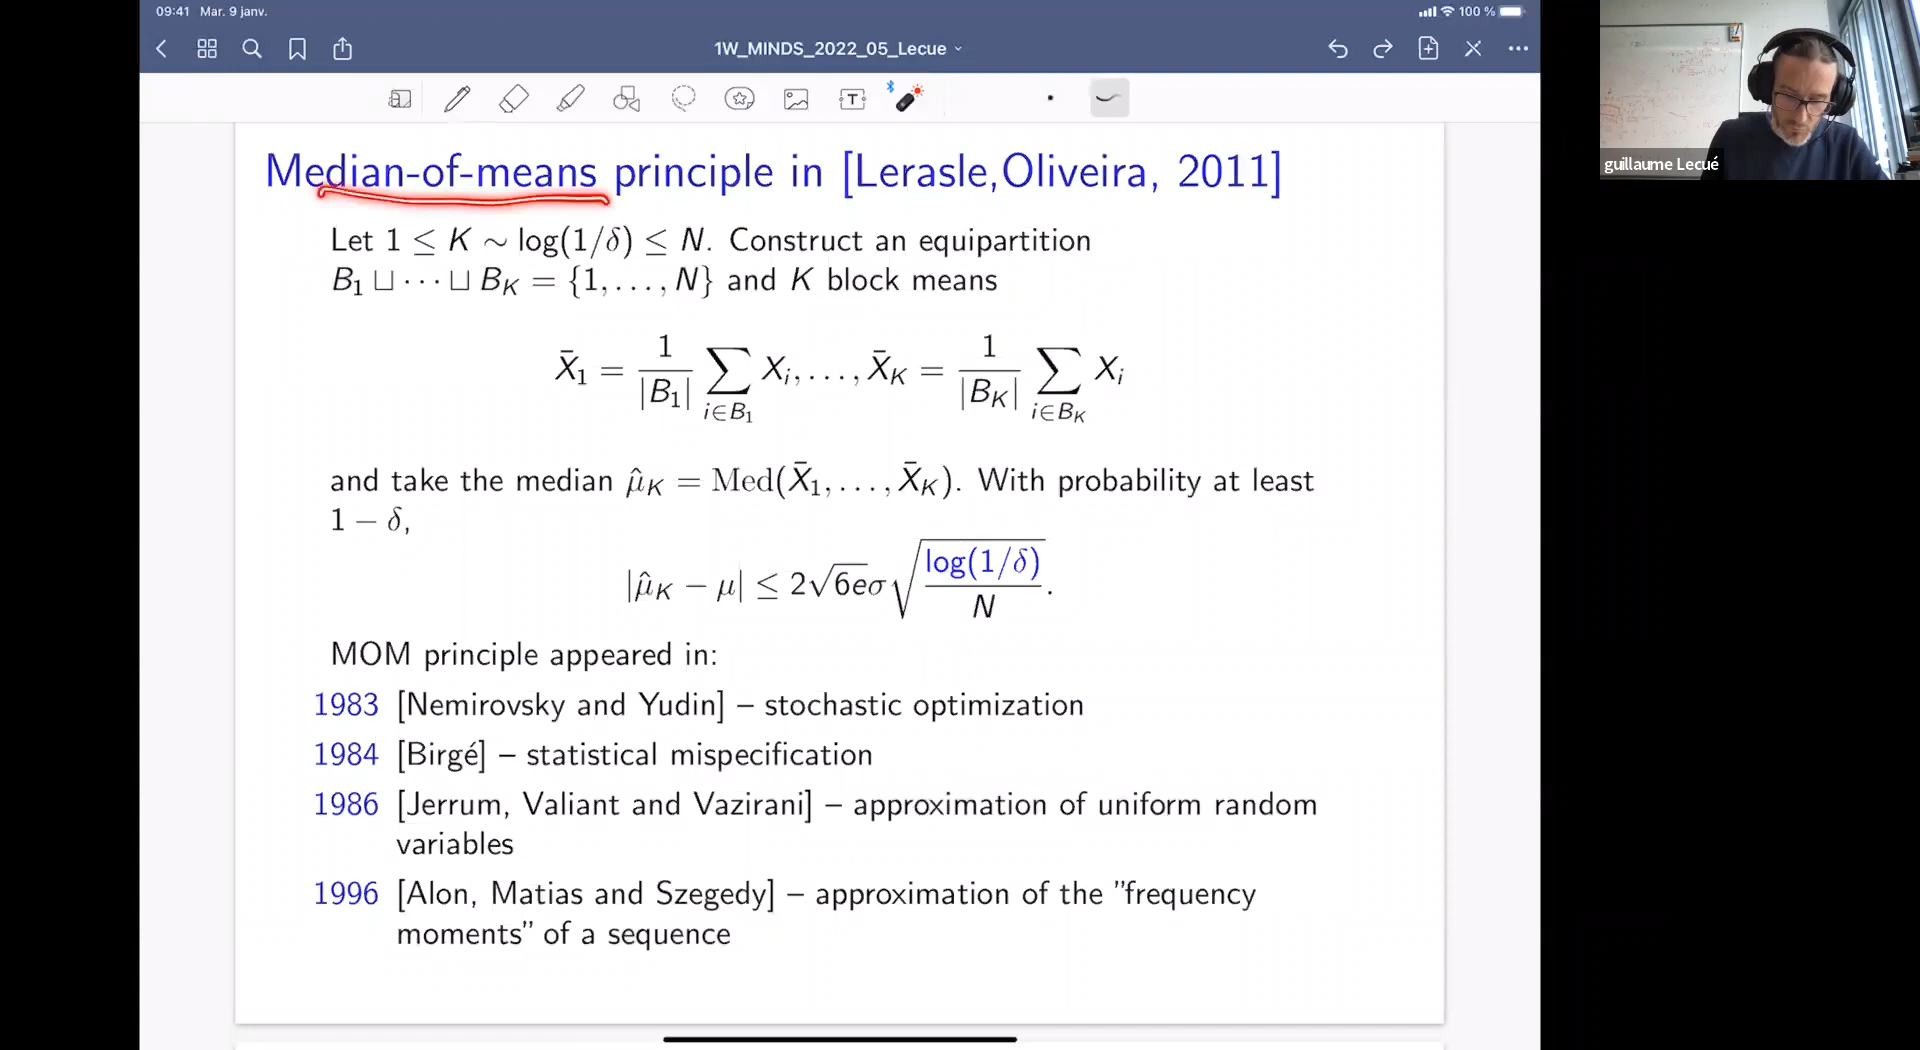 09:41 Mar. 9 janv.
100 %
1W_MINDS_2022_05_Lecue
guillaume Lecué
Median-of-means principle in [Lerasle,Oliveira, 2011]
Let 1 ≤ K ∼ log(1/δ) ≤ N. Construct an equipartition
B₁ ⊔ ⋯ ⊔ B_K = {1, . . . , N} and K block means
X̄₁ = 1/|B₁| ∑_{i∈B₁} X_i, . . . , X̄_K = 1/|B_K| ∑_{i∈B_K} X_i
and take the median μ̂_K = Med(X̄₁, . . . , X̄_K). With probability at least
1 − δ,
|μ̂_K − μ| ≤ 2√6eσ√(log(1/δ)/N).
MOM principle appeared in:
1983 [Nemirovsky and Yudin] – stochastic optimization
1984 [Birgé] – statistical mispecification
1986 [Jerrum, Valiant and Vazirani] – approximation of uniform random
variables
1996 [Alon, Matias and Szegedy] – approximation of the ”frequency
moments” of a sequence